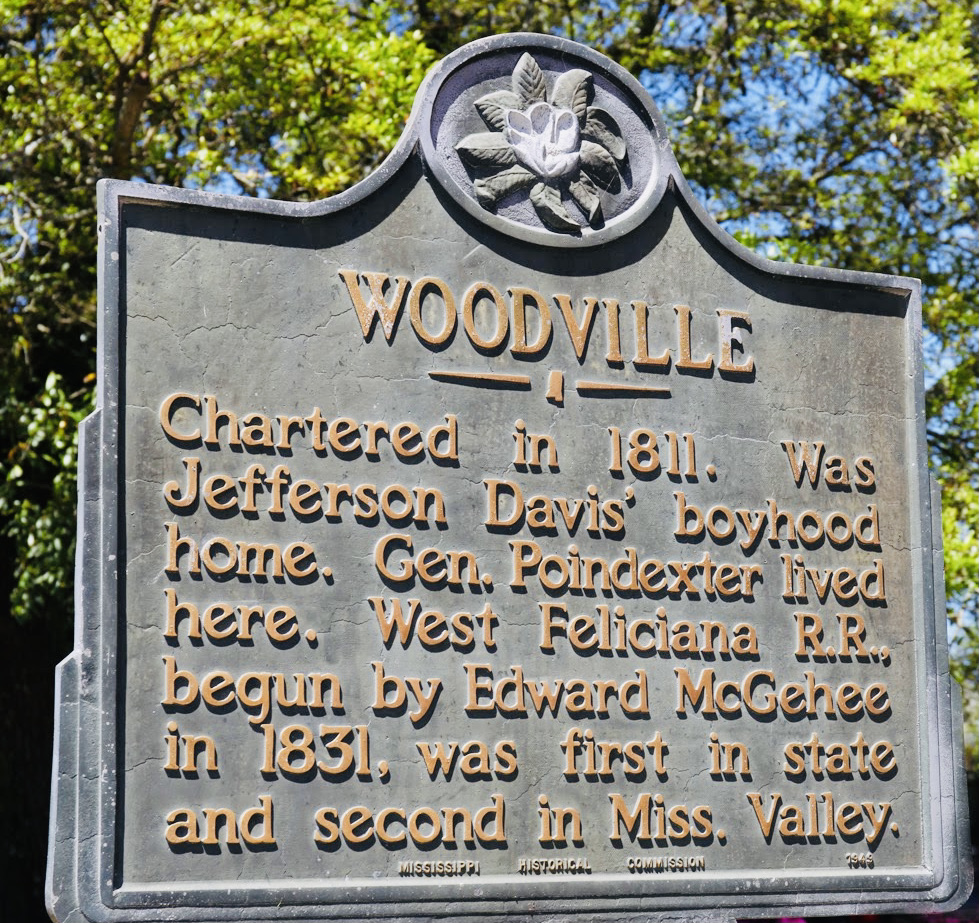 WOODVILLE
Chartered in 1811. Was
Jefferson Davis' boyhood
home. Gen. Poindexter lived
here. West Feliciana R.R.,
begun by Edward McGehee
in 1831, was first in state
and second in Miss. Valley.
MISSISSIPPI HISTORICAL COMMISSION 1949